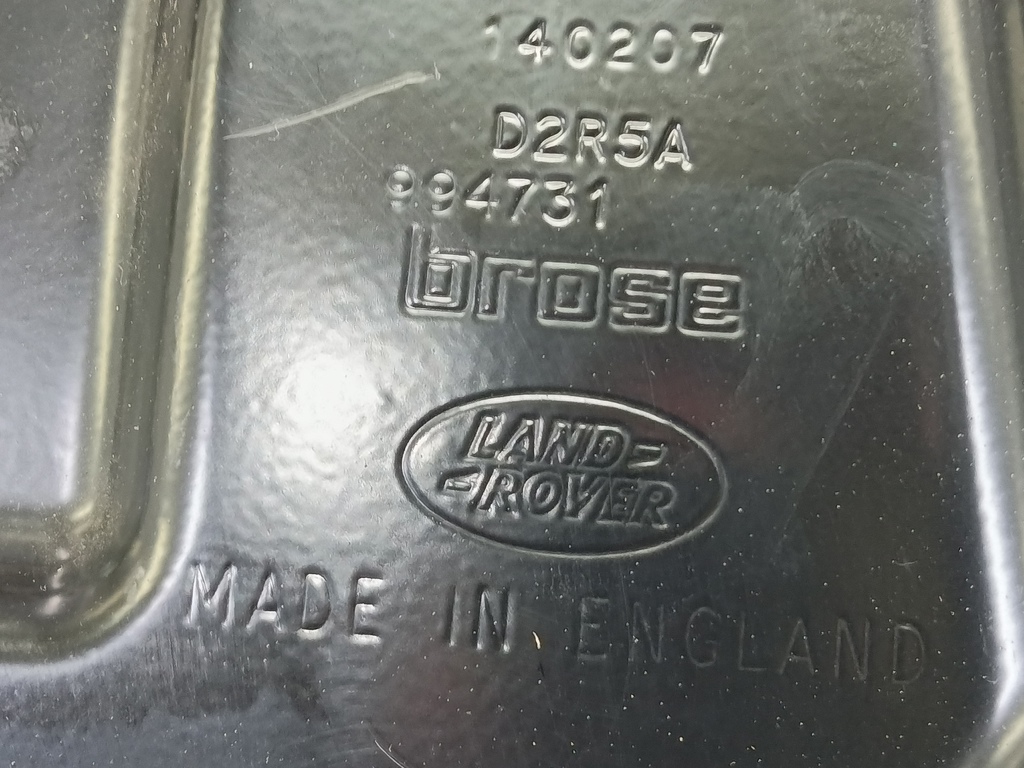 140207
D2R5A
994731
brose
LAND-
-ROVER
MADE IN ENGLAND